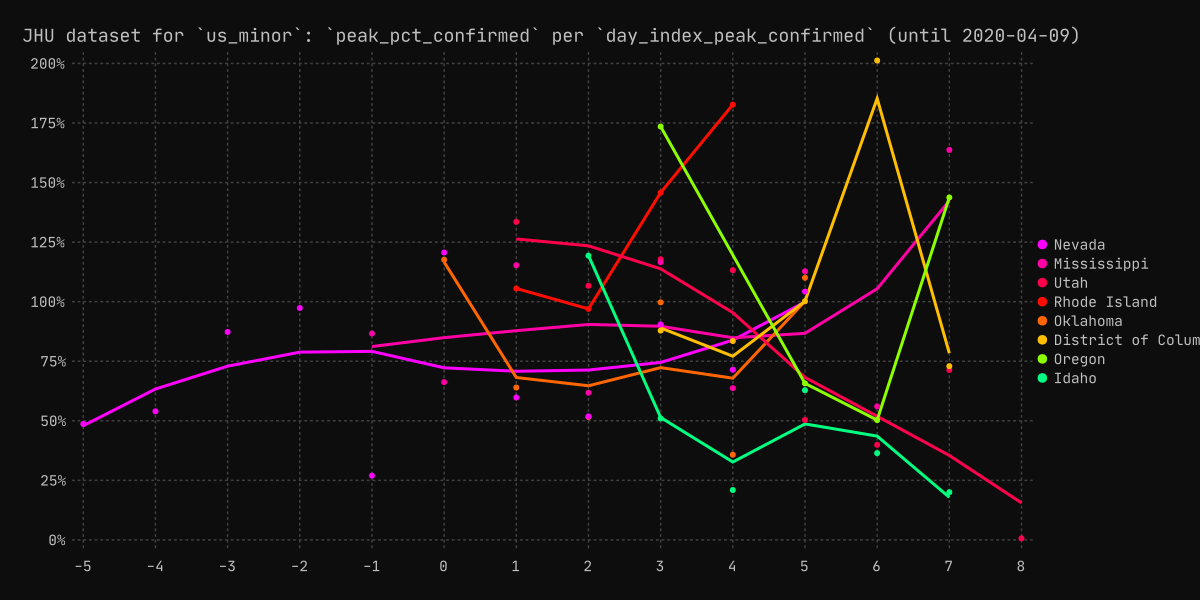 JHU dataset for `us_minor`: `peak_pct_confirmed` per `day_index_peak_confirmed` (until 2020-04-09)
200%
175%
150%
125%
100%
75%
50%
25%
0%
-5 -4 -3 -2 -1 0 1 2 3 4 5 6 7 8
Nevada
Mississippi
Utah
Rhode Island
Oklahoma
District of Colum
Oregon
Idaho